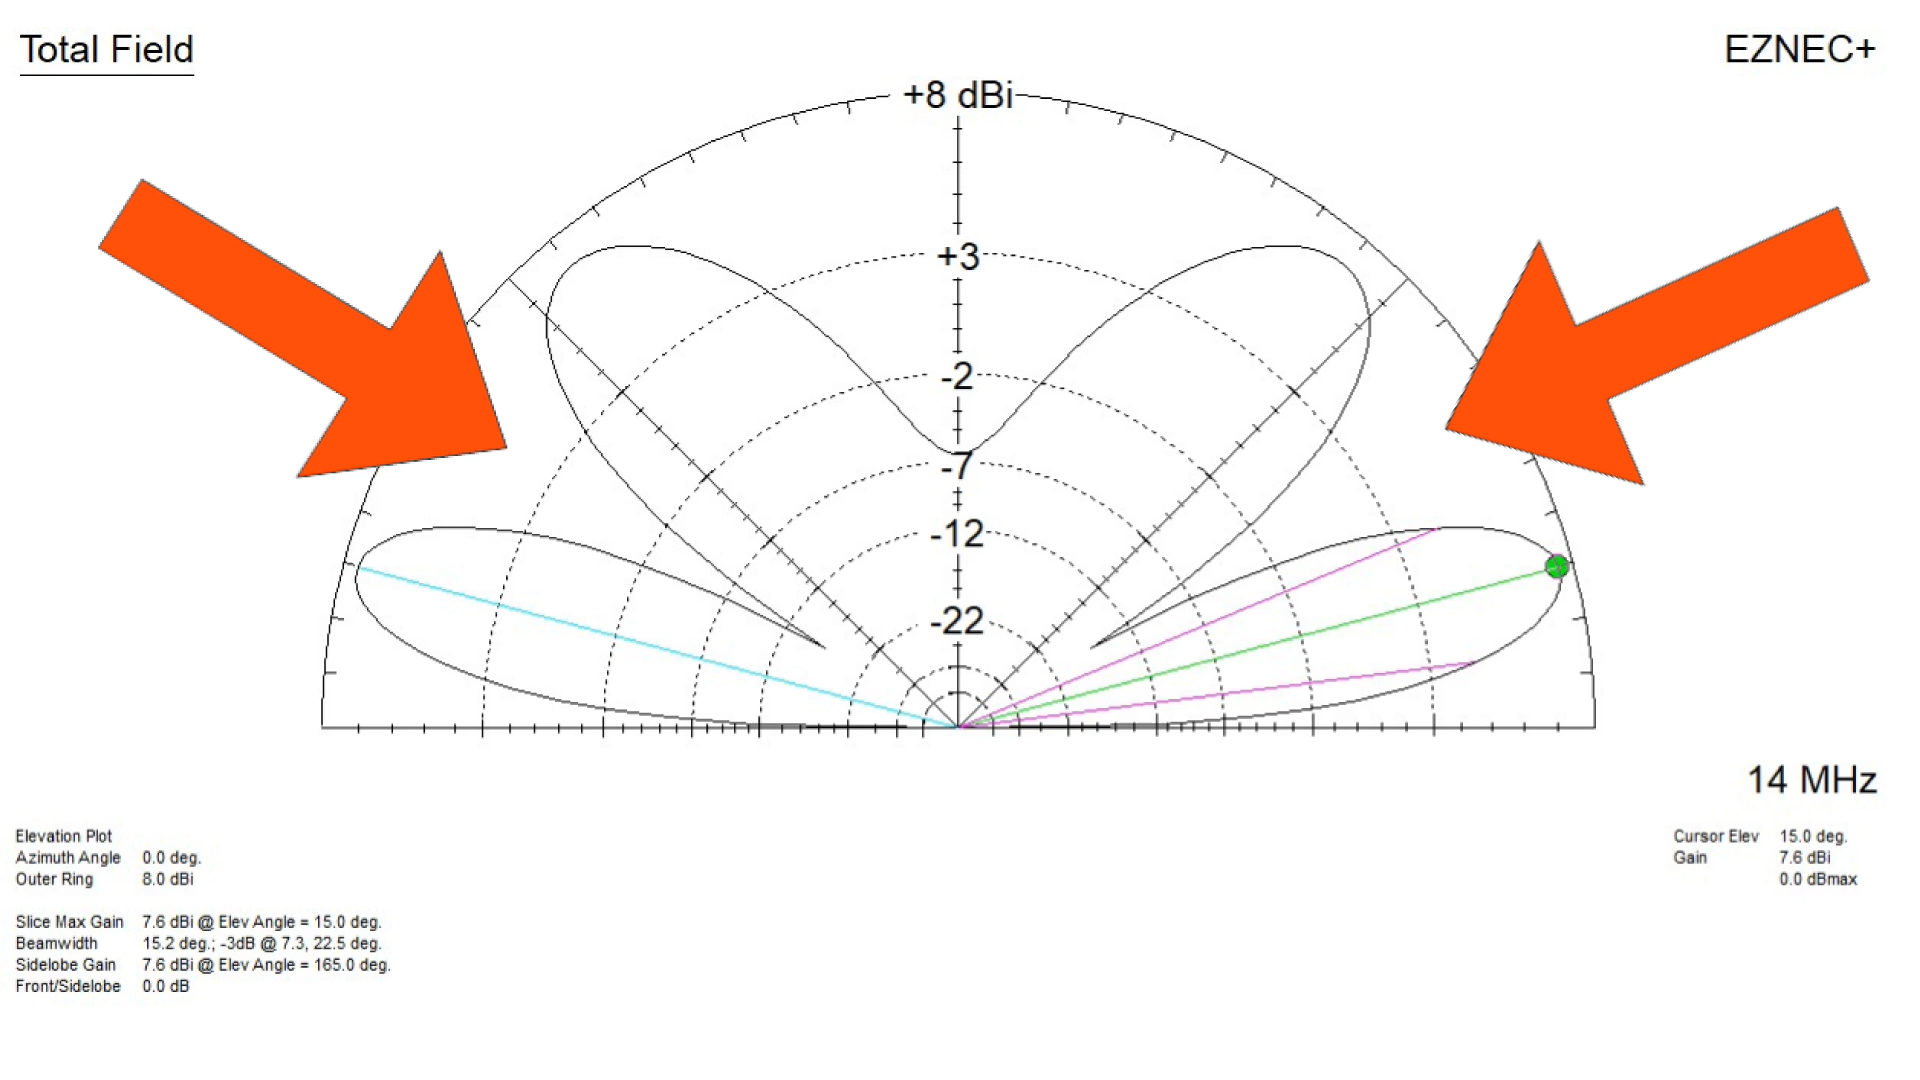 Total Field
EZNEC+
+8 dBi
+3
-2
-7
-12
-22
14 MHz
Elevation Plot
Azimuth Angle 0.0 deg.
Outer Ring 8.0 dBi
Slice Max Gain 7.6 dBi @ Elev Angle = 15.0 deg.
Beamwidth 15.2 deg.; -3dB @ 7.3, 22.5 deg.
Sidelobe Gain 7.6 dBi @ Elev Angle = 165.0 deg.
Front/Sidelobe 0.0 dB
Cursor Elev 15.0 deg.
Gain 7.6 dBi
0.0 dBmax